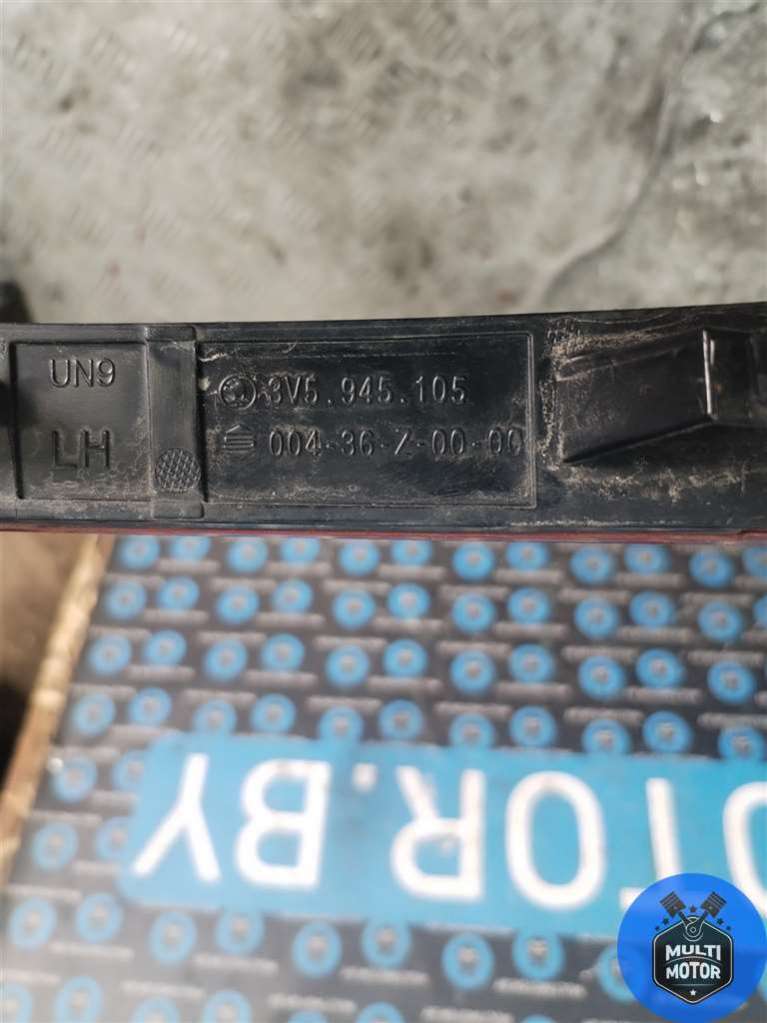 UN9
LH
3V5.945.105
004-36-Z-00-00
OTOR.BY
MULTI
MOTOR